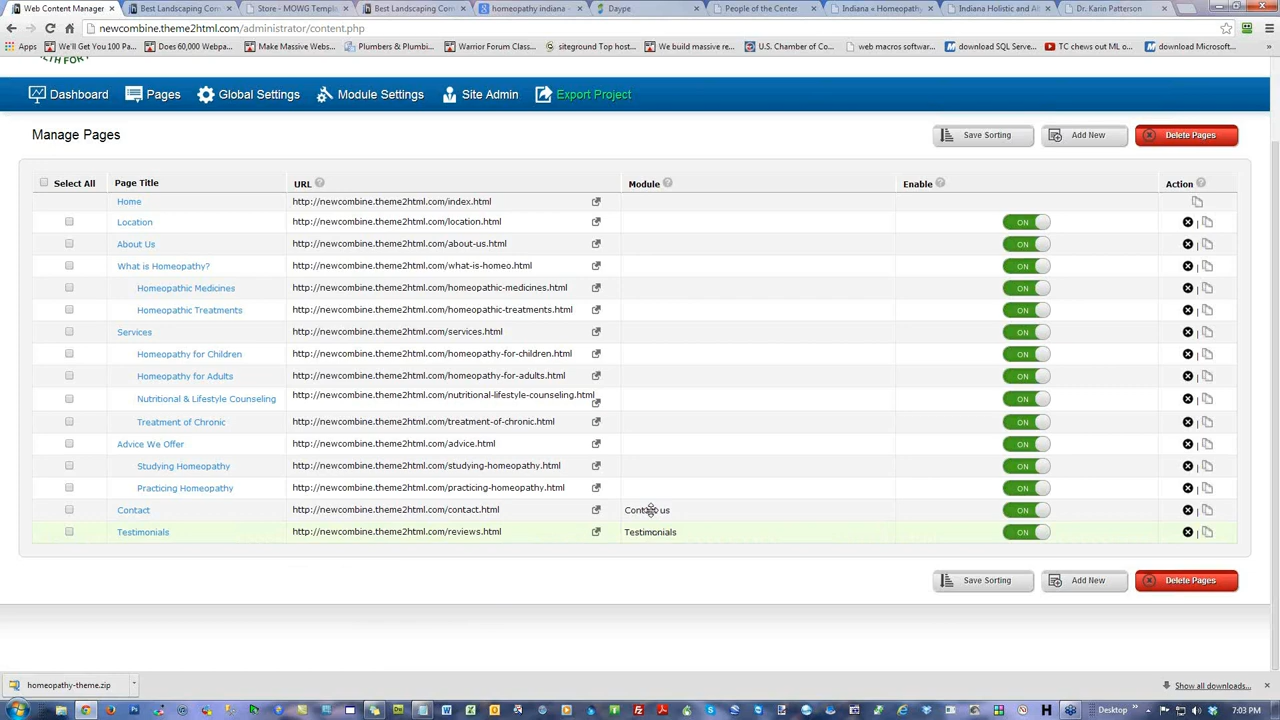 Web Content Manager
Best Landscaping Com
Store - MOWG Templ
Best Landscaping Com
homeopathy indiana -
Daype
People of the Center
Indiana « Homeopathy
Indiana Holistic and Al
Dr. Karin Patterson
newcombine.theme2html.com/administrator/content.php
Apps
We'll Get You 100 Pa...
Does 60,000 Webpa...
Make Massive Webs...
Plumbers & Plumbin...
Warrior Forum Class...
siteground Top host...
We build massive re...
U.S. Chamber of Co...
web macros softwar...
download SQL Serve...
TC chews out ML o...
download Microsoft...
Dashboard
Pages
Global Settings
Module Settings
Site Admin
Export Project
Manage Pages
Save Sorting
Add New
Delete Pages
Select All
Page Title
URL
Module
Enable
Action
Home http://newcombine.theme2html.com/index.html
Location http://newcombine.theme2html.com/location.html ON
About Us http://newcombine.theme2html.com/about-us.html ON
What is Homeopathy? http://newcombine.theme2html.com/what-is-homeo.html ON
Homeopathic Medicines http://newcombine.theme2html.com/homeopathic-medicines.html ON
Homeopathic Treatments http://newcombine.theme2html.com/homeopathic-treatments.html ON
Services http://newcombine.theme2html.com/services.html ON
Homeopathy for Children http://newcombine.theme2html.com/homeopathy-for-children.html ON
Homeopathy for Adults http://newcombine.theme2html.com/homeopathy-for-adults.html ON
Nutritional & Lifestyle Counseling http://newcombine.theme2html.com/nutritional-lifestyle-counseling.html ON
Treatment of Chronic http://newcombine.theme2html.com/treatment-of-chronic.html ON
Advice We Offer http://newcombine.theme2html.com/advice.html ON
Studying Homeopathy http://newcombine.theme2html.com/studying-homeopathy.html ON
Practicing Homeopathy http://newcombine.theme2html.com/practicing-homeopathy.html ON
Contact http://newcombine.theme2html.com/contact.html Contact us ON
Testimonials http://newcombine.theme2html.com/reviews.html Testimonials ON
Save Sorting
Add New
Delete Pages
homeopathy-theme.zip
Show all downloads...
Desktop
7:03 PM